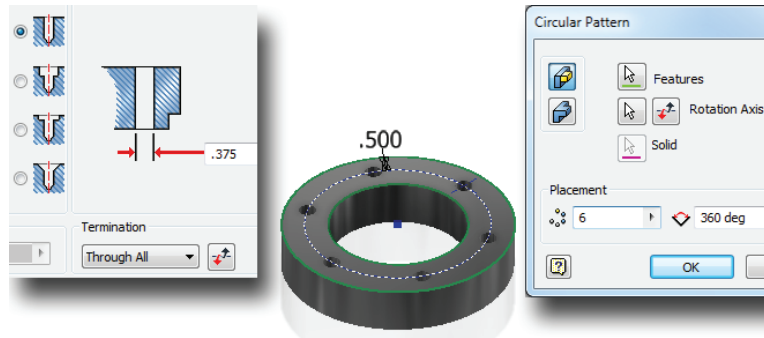 .375
Termination
Through All
.500
Circular Pattern
Features
Rotation Axis
Solid
Placement
6
360 deg
?
OK